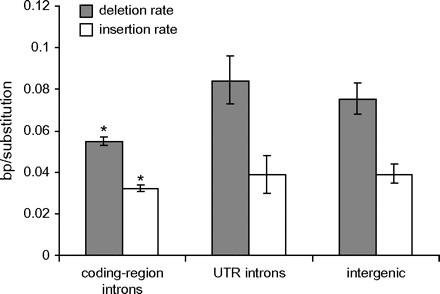 0.12
deletion rate
insertion rate
0.1
0.08
0.06
0.04
0.02
0
bp/substitution
*
*
coding-region
introns
UTR introns
intergenic